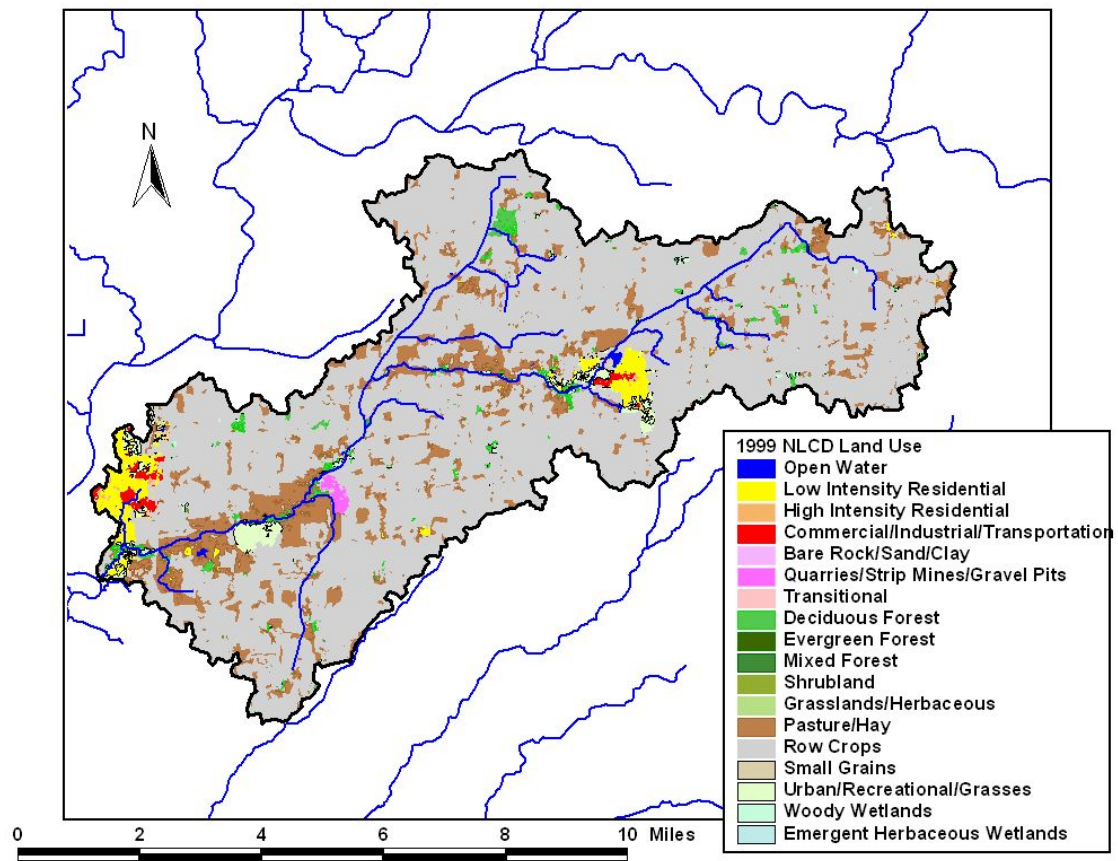 N
1999 NLCD Land Use
Open Water
Low Intensity Residential
High Intensity Residential
Commercial/Industrial/Transportation
Bare Rock/Sand/Clay
Quarries/Strip Mines/Gravel Pits
Transitional
Deciduous Forest
Evergreen Forest
Mixed Forest
Shrubland
Grasslands/Herbaceous
Pasture/Hay
Row Crops
Small Grains
Urban/Recreational/Grasses
Woody Wetlands
Emergent Herbaceous Wetlands
0 2 4 6 8 10 Miles